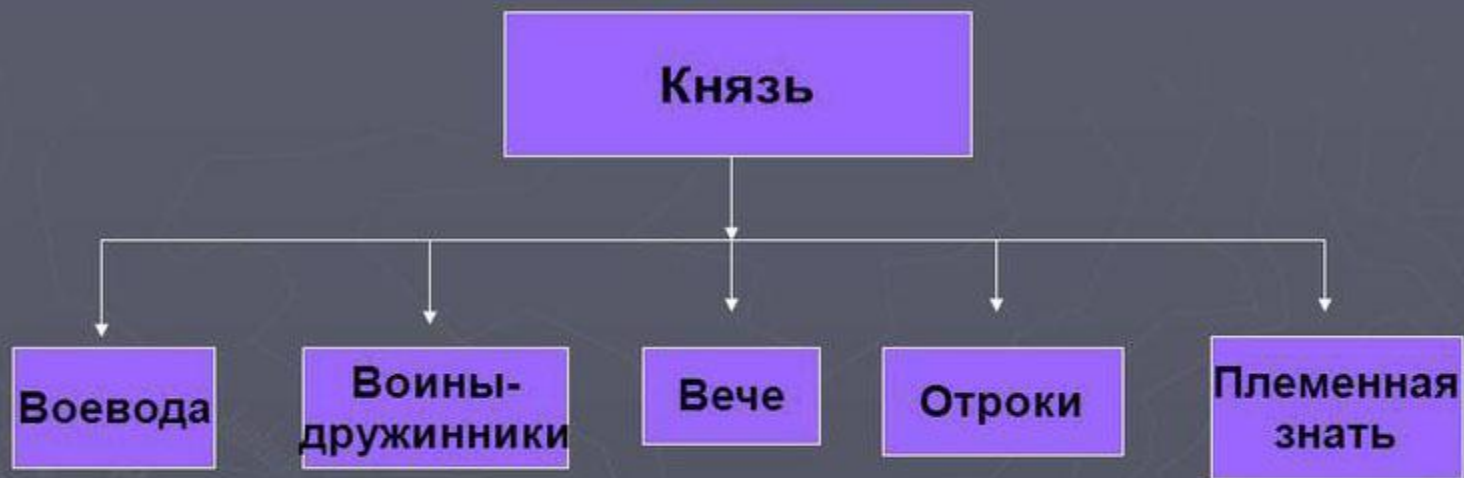 Князь
Воевода
Воины-
дружинники
Вече
Отроки
Племенная
знать